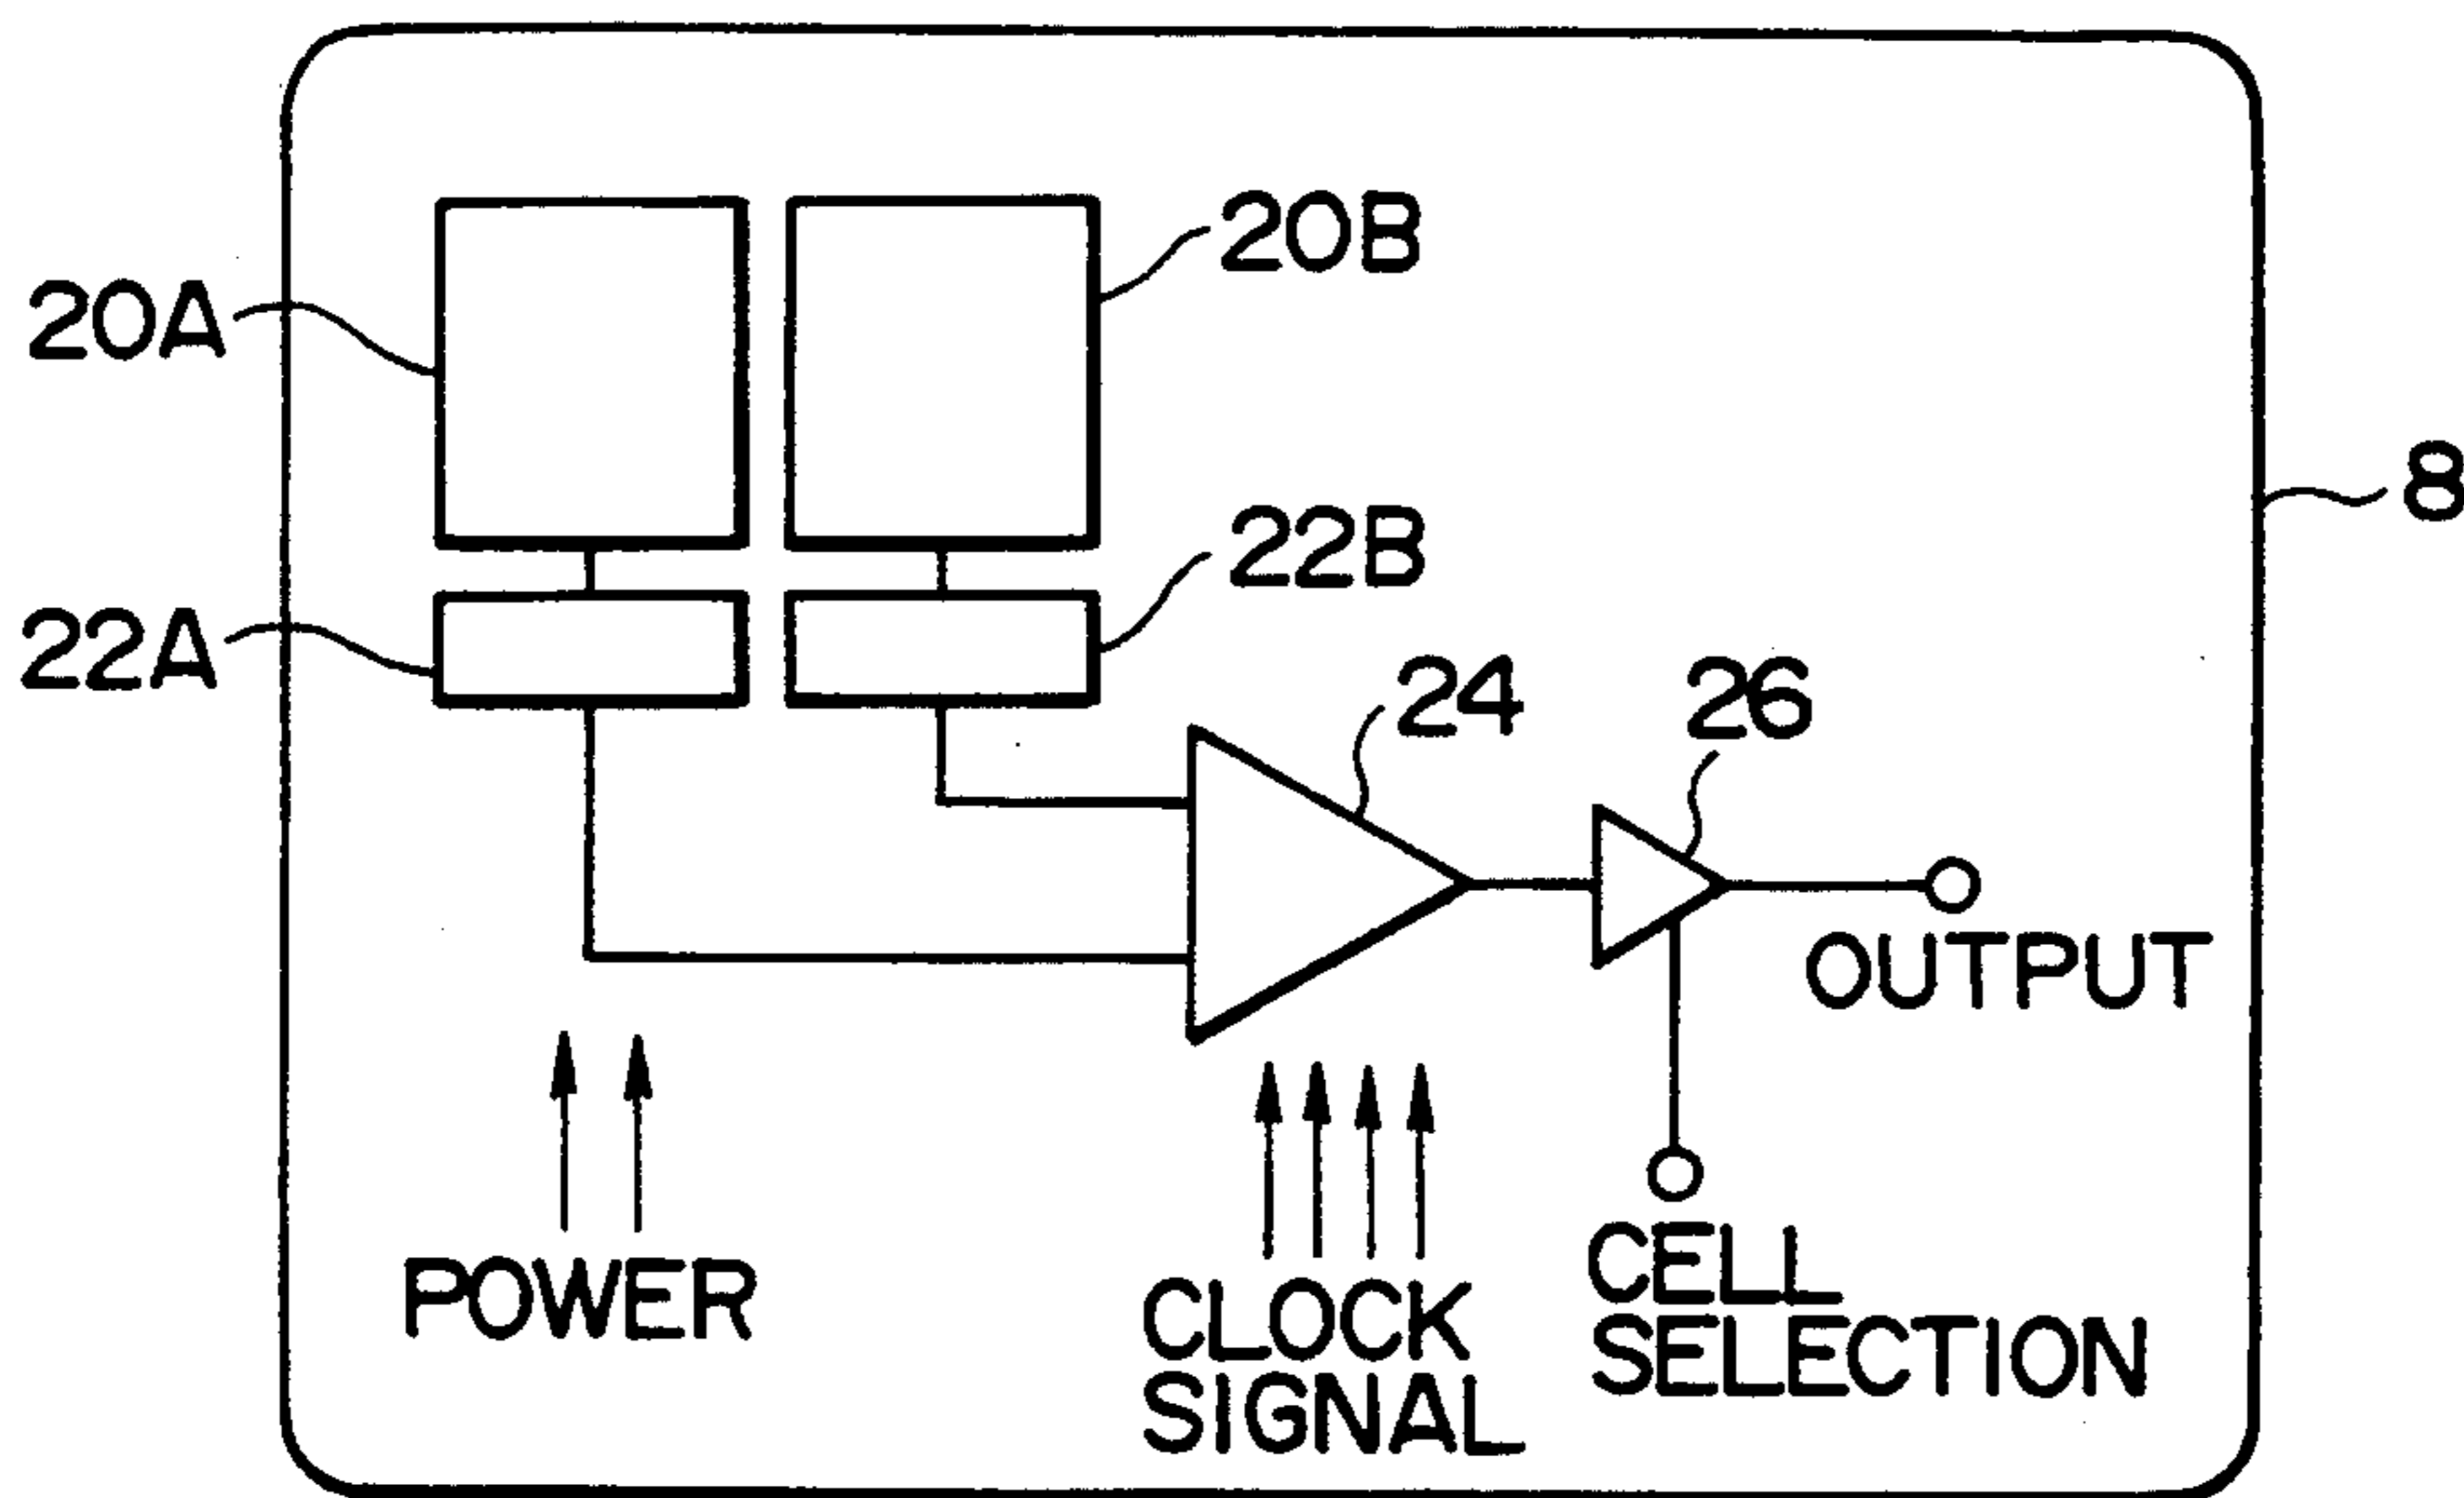 20A
20B
22A
22B
8
24
26
OUTPUT
POWER
CLOCK
SIGNAL
CELL
SELECTION